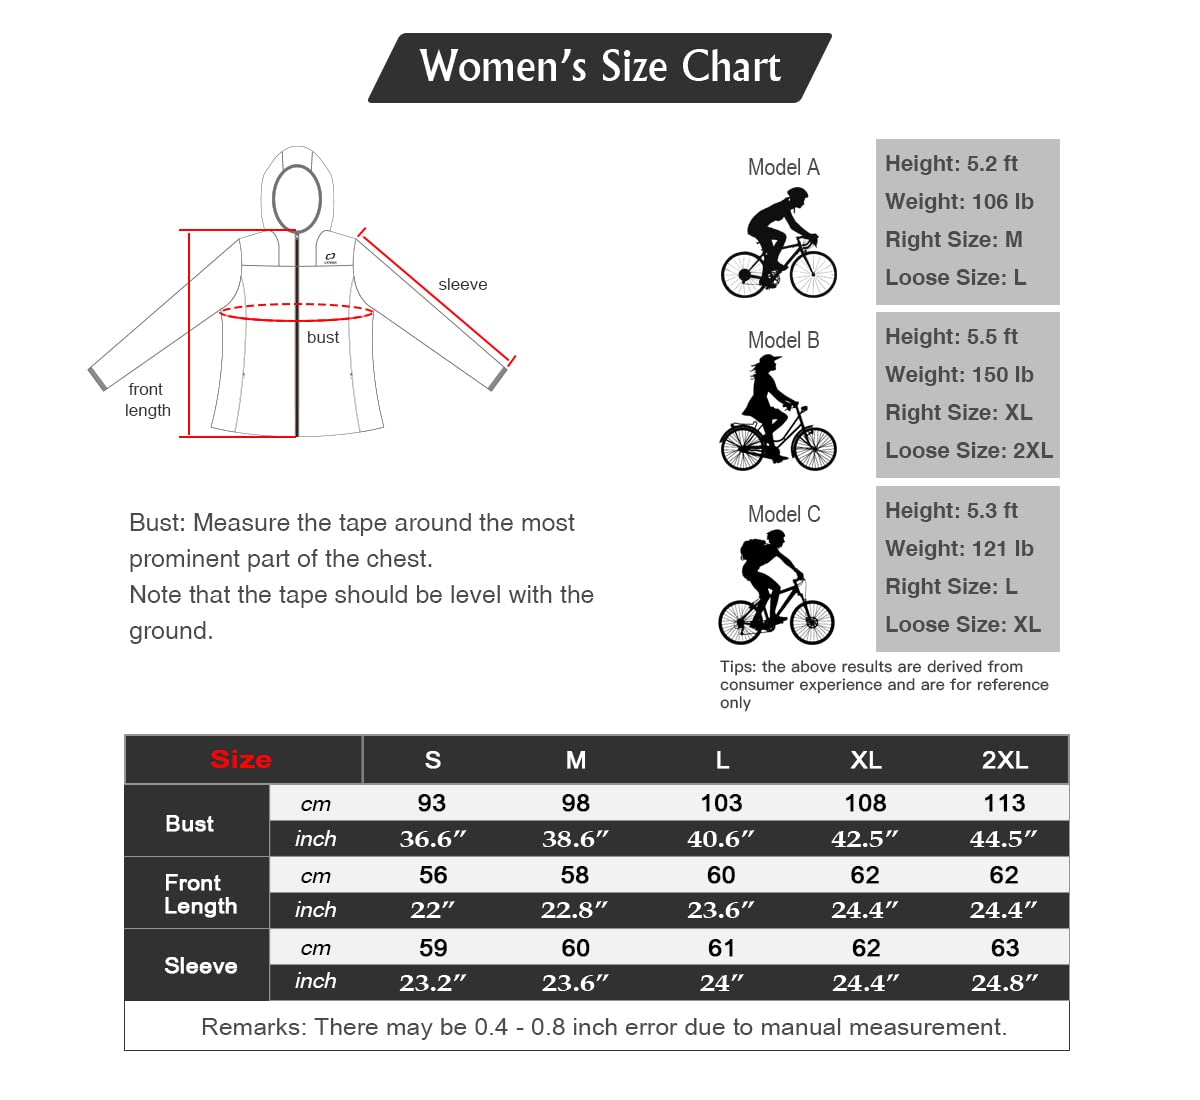 Women's Size Chart
sleeve
bust
front
length
Model A
Height: 5.2 ft
Weight: 106 lb
Right Size: M
Loose Size: L
Model B
Height: 5.5 ft
Weight: 150 lb
Right Size: XL
Loose Size: 2XL
Model C
Height: 5.3 ft
Weight: 121 lb
Right Size: L
Loose Size: XL
Bust: Measure the tape around the most
prominent part of the chest.
Note that the tape should be level with the
ground.
Tips: the above results are derived from
consumer experience and are for reference
only
Size S M L XL 2XL
Bust
cm 93 98 103 108 113
inch 36.6″ 38.6″ 40.6″ 42.5″ 44.5″
Front
Length
cm 56 58 60 62 62
inch 22″ 22.8″ 23.6″ 24.4″ 24.4″
Sleeve
cm 59 60 61 62 63
inch 23.2″ 23.6″ 24″ 24.4″ 24.8″
Remarks: There may be 0.4 - 0.8 inch error due to manual measurement.